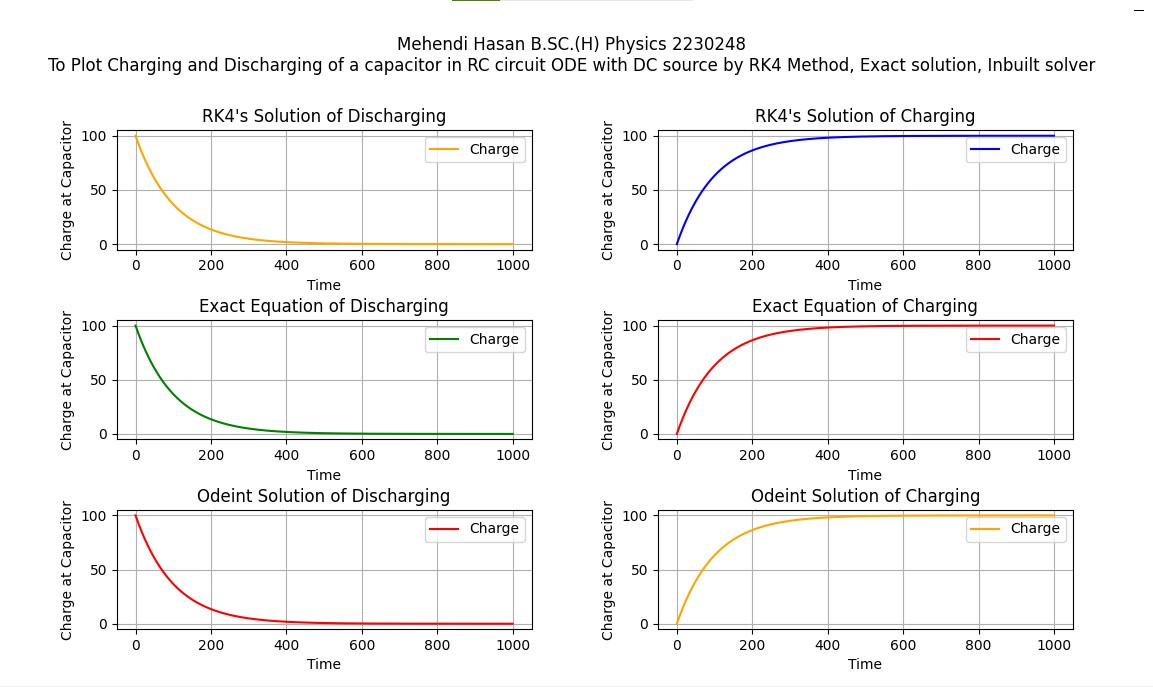 Mehendi Hasan B.SC.(H) Physics 2230248
To Plot Charging and Discharging of a capacitor in RC circuit ODE with DC source by RK4 Method, Exact solution, Inbuilt solver
RK4's Solution of Discharging
Charge at Capacitor
100
50
0
Charge
0 200 400 600 800 1000
Time
RK4's Solution of Charging
Charge at Capacitor
100
50
0
Charge
0 200 400 600 800 1000
Time
Exact Equation of Discharging
Charge at Capacitor
100
50
0
Charge
0 200 400 600 800 1000
Time
Exact Equation of Charging
Charge at Capacitor
100
50
0
Charge
0 200 400 600 800 1000
Time
Odeint Solution of Discharging
Charge at Capacitor
100
50
0
Charge
0 200 400 600 800 1000
Time
Odeint Solution of Charging
Charge at Capacitor
100
50
0
Charge
0 200 400 600 800 1000
Time